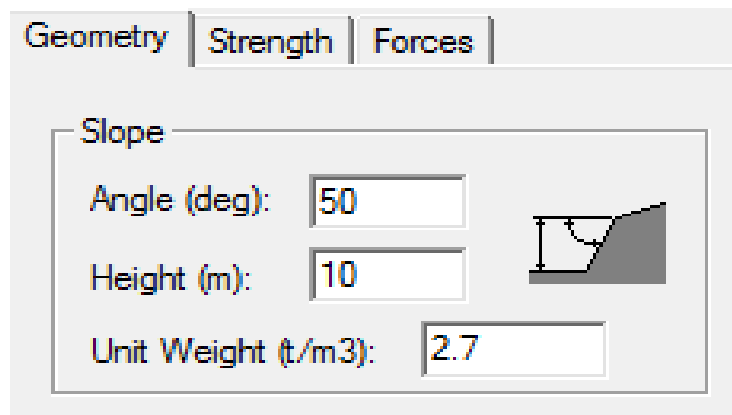 Geometry Strength Forces
Slope
Angle (deg): 50
Height (m): 10
Unit Weight (t/m3): 2.7